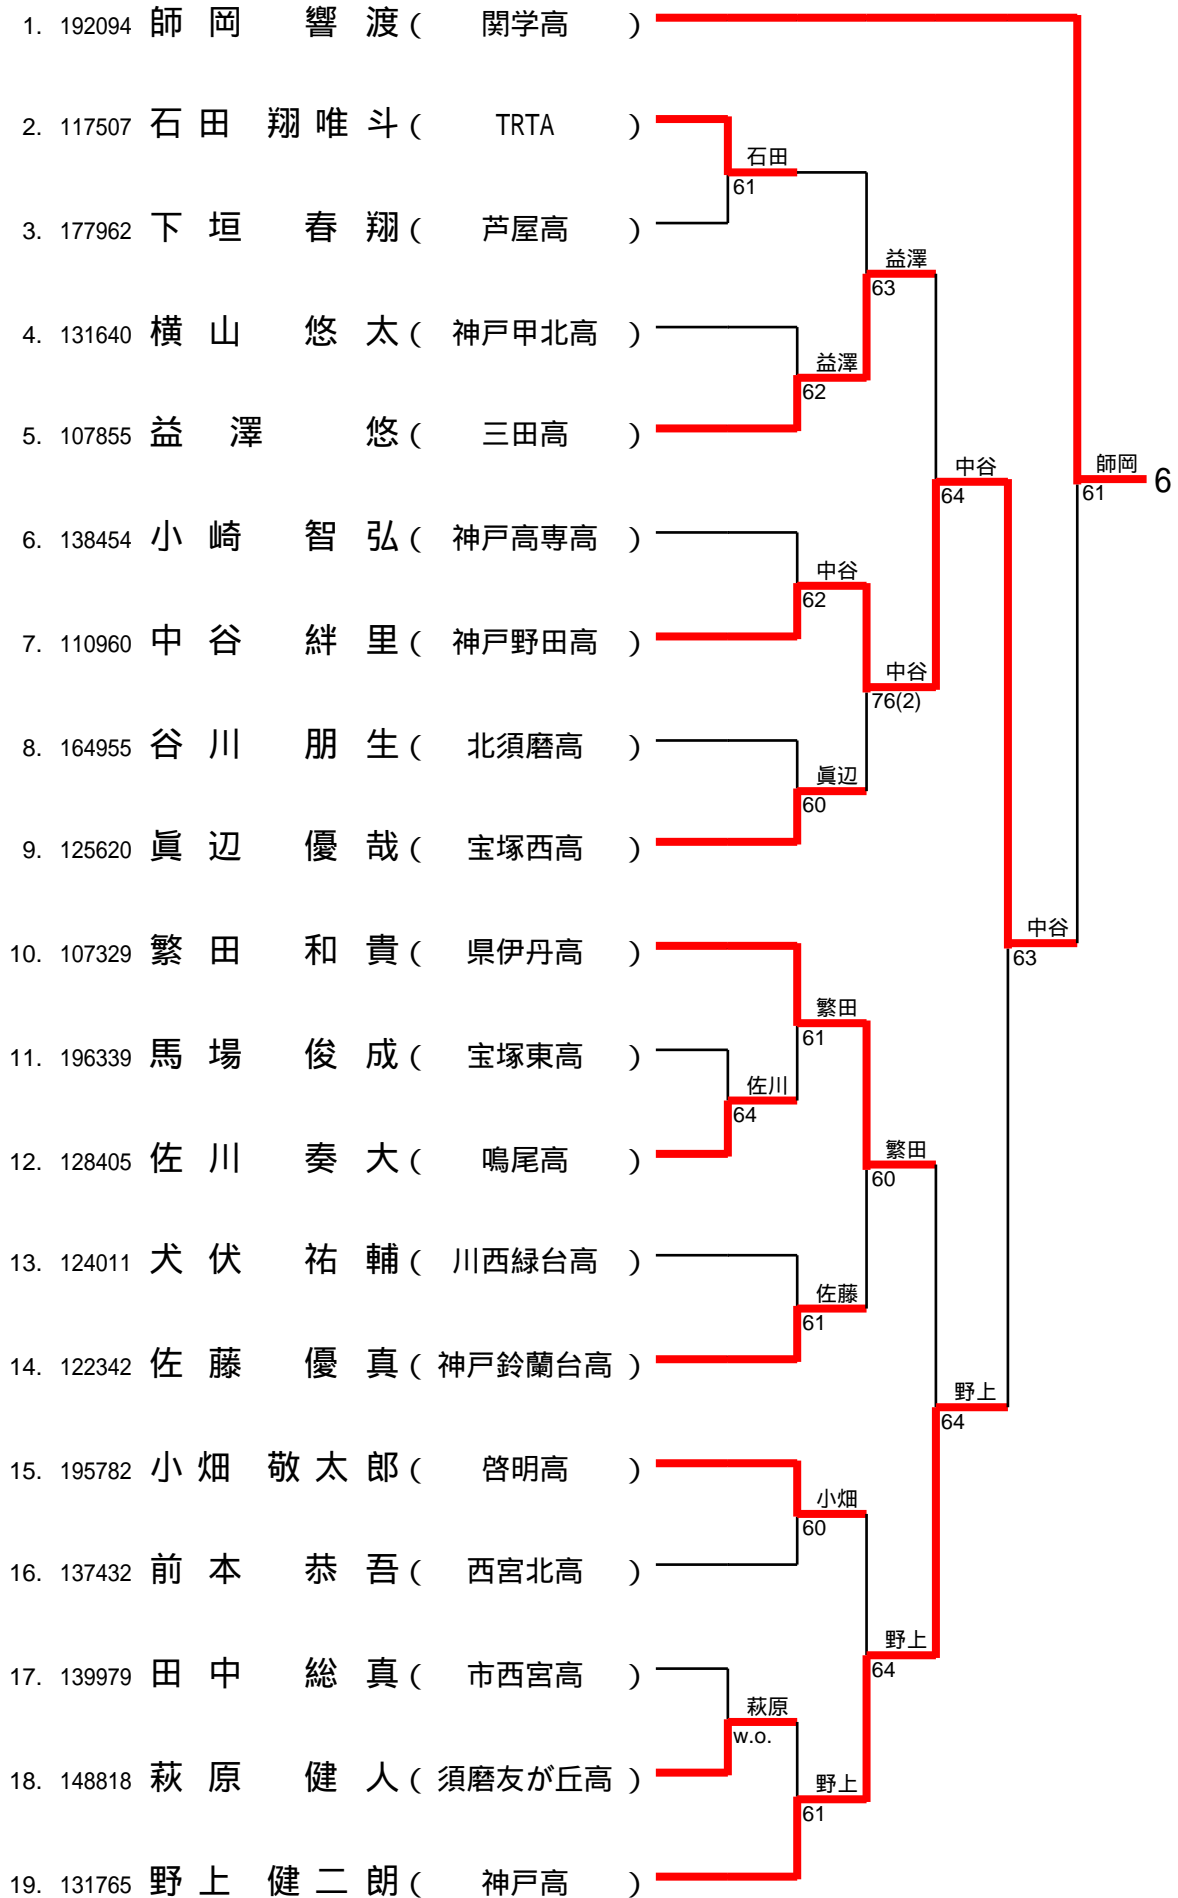 1. 192094 師岡 響渡 ( 関学高 )
2. 117507 石田 翔唯斗 ( TRTA )
石田
61
3. 177962 下垣 春翔 ( 芦屋高 )
益澤
63
4. 131640 横山 悠太 ( 神戸甲北高 )
益澤
62
5. 107855 益澤 悠 ( 三田高 )
中谷
64
師岡
61
6
6. 138454 小崎 智弘 ( 神戸高専高 )
中谷
62
7. 110960 中谷 絆里 ( 神戸野田高 )
中谷
76(2)
8. 164955 谷川 朋生 ( 北須磨高 )
眞辺
60
9. 125620 眞辺 優哉 ( 宝塚西高 )
中谷
63
10. 107329 繁田 和貴 ( 県伊丹高 )
繁田
61
11. 196339 馬場 俊成 ( 宝塚東高 )
佐川
64
12. 128405 佐川 奏大 ( 鳴尾高 )
繁田
60
13. 124011 犬伏 祐輔 ( 川西緑台高 )
佐藤
61
14. 122342 佐藤 優真 ( 神戸鈴蘭台高 )
野上
64
15. 195782 小畑 敬太郎 ( 啓明高 )
小畑
60
16. 137432 前本 恭吾 ( 西宮北高 )
野上
64
17. 139979 田中 総真 ( 市西宮高 )
萩原
w.o.
18. 148818 萩原 健人 ( 須磨友が丘高 )
野上
61
19. 131765 野上 健二朗 ( 神戸高 )